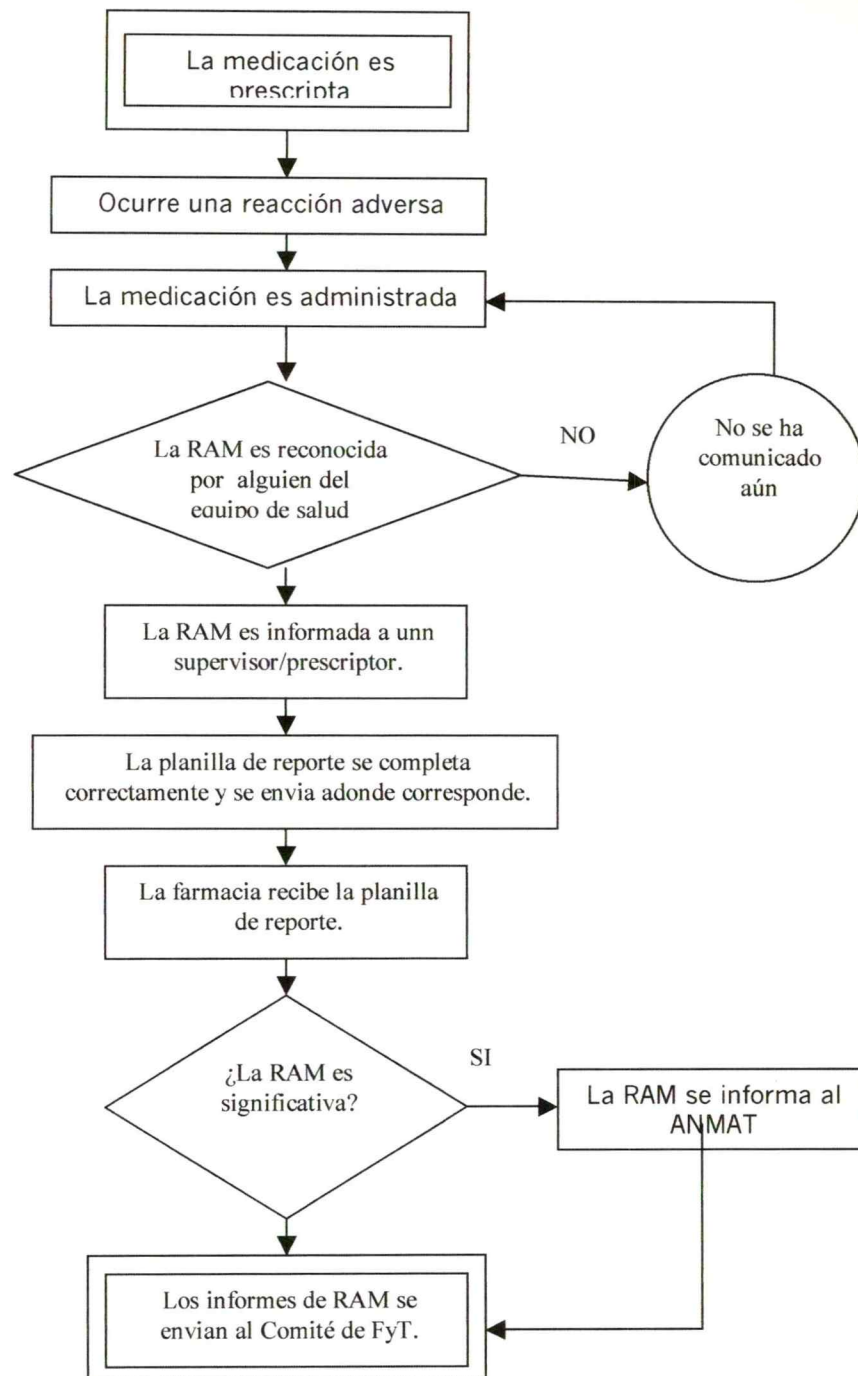 La medicación es
prescripta
Ocurre una reacción adversa
La medicación es administrada
La RAM es reconocida
por alguien del
equipo de salud
NO
No se ha
comunicado
aún
La RAM es informada a unn
supervisor/prescriptor.
La planilla de reporte se completa
correctamente y se envia adonde corresponde.
La farmacia recibe la planilla
de reporte.
¿La RAM es
significativa?
SI
La RAM se informa al
ANMAT
Los informes de RAM se
envian al Comité de FyT.